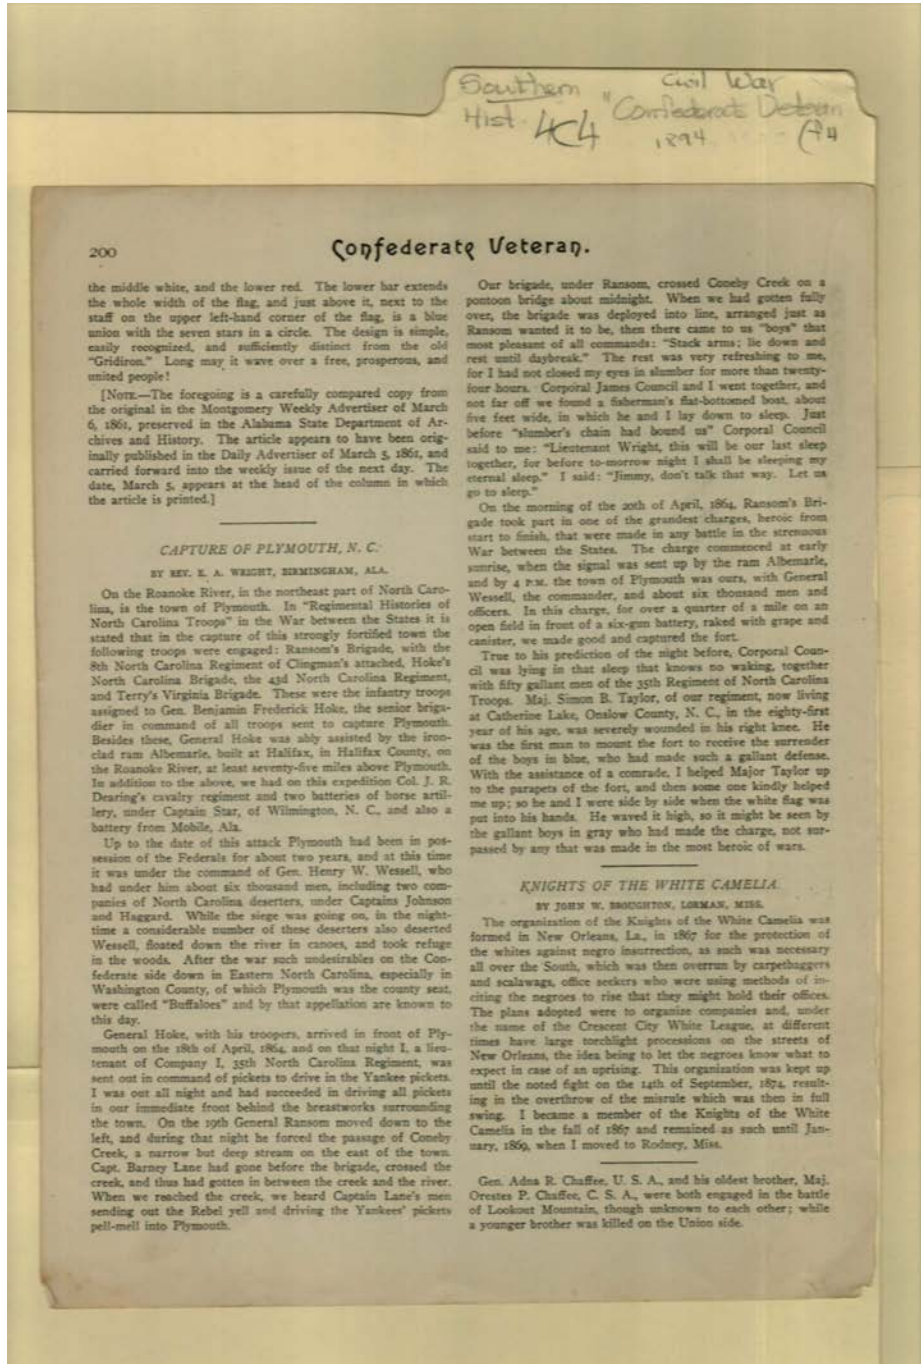 Southern
Hist. 4C4
Civil War
"Confederate Veteran
1894
200
Confederate Veteran.
the middle white, and the lower red. The lower bar extends
the whole width of the flag, and just above it, next to the
staff on the upper left-hand corner of the flag, is a blue
union with the seven stars in a circle. The design is simple,
easily recognized, and sufficiently distinct from the old
"Gridiron." Long may it wave over a free, prosperous, and
united people!
[NOTE.—The foregoing is a carefully compared copy from
the original in the Montgomery Weekly Advertiser of March
6, 1861, preserved in the Alabama State Department of Ar-
chives and History. The article appears to have been orig-
inally published in the Daily Advertiser of March 5, 1861, and
carried forward into the weekly issue of the next day. The
date, March 5, appears at the head of the column in which
the article is printed.]
CAPTURE OF PLYMOUTH, N. C.
BY REV. E. A. WRIGHT, BIRMINGHAM, ALA.
On the Roanoke River, in the northeast part of North Caro-
lina, is the town of Plymouth. In "Regimental Histories of
North Carolina Troops" in the War between the States it is
stated that in the capture of this strongly fortified town the
following troops were engaged: Ransom's Brigade, with the
8th North Carolina Regiment of Clingman's attached, Hoke's
North Carolina Brigade, the 43d North Carolina Regiment,
and Terry's Virginia Brigade. These were the infantry troops
assigned to Gen. Benjamin Frederick Hoke, the senior briga-
dier in command of all troops sent to capture Plymouth.
Besides these, General Hoke was ably assisted by the iron-
clad ram Albemarle, built at Halifax, in Halifax County, on
the Roanoke River, at least seventy-five miles above Plymouth.
In addition to the above, we had on this expedition Col. J. R.
Dearing's cavalry regiment and two batteries of horse artil-
lery, under Captain Star, of Wilmington, N. C., and also a
battery from Mobile, Ala.
Up to the date of this attack Plymouth had been in pos-
session of the Federals for about two years, and at this time
it was under the command of Gen. Henry W. Wessell, who
had under him about six thousand men, including two com-
panies of North Carolina deserters, under Captains Johnson
and Haggard. While the siege was going on, in the night-
time a considerable number of these deserters also deserted
Wessell, floated down the river in canoes, and took refuge
in the woods. After the war such undesirables on the Con-
federate side down in Eastern North Carolina, especially in
Washington County, of which Plymouth was the county seat,
were called "Buffaloes" and by that appellation are known to
this day.
General Hoke, with his troopers, arrived in front of Ply-
mouth on the 18th of April, 1864, and on that night I, a lieu-
tenant of Company I, 35th North Carolina Regiment, was
sent out in command of pickets to drive in the Yankee pickets.
I was out all night and had succeeded in driving all pickets
in our immediate front behind the breastworks surrounding
the town. On the 19th General Ransom moved down to the
left, and during that night he forced the passage of Coneby
Creek, a narrow but deep stream on the east of the town.
Capt. Barney Lane had gone before the brigade, crossed the
creek, and thus had gotten in between the creek and the river.
When we reached the creek, we heard Captain Lane's men
sending out the Rebel yell and driving the Yankees' pickets
pell-mell into Plymouth.
Our brigade, under Ransom, crossed Coneby Creek on a
pontoon bridge about midnight. When we had gotten fully
over, the brigade was deployed into line, arranged just as
Ransom wanted it to be, then there came to us "boys" that
most pleasant of all commands: "Stack arms; lie down and
rest until daybreak." The rest was very refreshing to me,
for I had not closed my eyes in slumber for more than twenty-
four hours. Corporal James Council and I went together, and
not far off we found a fisherman's flat-bottomed boat, about
five feet wide, in which he and I lay down to sleep. Just
before "slumber's chain had bound us" Corporal Council
said to me: "Lieutenant Wright, this will be our last sleep
together, for before to-morrow night I shall be sleeping my
eternal sleep." I said: "Jimmy, don't talk that way. Let us
go to sleep."
On the morning of the 20th of April, 1864, Ransom's Bri-
gade took part in one of the grandest charges, heroic from
start to finish, that were made in any battle in the strenuous
War between the States. The charge commenced at early
sunrise, when the signal was sent up by the ram Albemarle,
and by 4 P.M. the town of Plymouth was ours, with General
Wessell, the commander, and about six thousand men and
officers. In this charge, for over a quarter of a mile on an
open field in front of a six-gun battery, raked with grape and
canister, we made good and captured the fort.
True to his prediction of the night before, Corporal Coun-
cil was lying in that sleep that knows no waking, together
with fifty gallant men of the 35th Regiment of North Carolina
Troops. Maj. Simon B. Taylor, of our regiment, now living
at Catherine Lake, Onslow County, N. C., in the eighty-first
year of his age, was severely wounded in his right knee. He
was the first man to mount the fort to receive the surrender
of the boys in blue, who had made such a gallant defense.
With the assistance of a comrade, I helped Major Taylor up
to the parapets of the fort, and then some one kindly helped
me up; so he and I were side by side when the white flag was
put into his hands. He waved it high, so it might be seen by
the gallant boys in gray who had made the charge, not sur-
passed by any that was made in the most heroic of wars.
KNIGHTS OF THE WHITE CAMELIA.
BY JOHN W. BROUGHTON, LORMAN, MISS.
The organization of the Knights of the White Camelia was
formed in New Orleans, La., in 1867 for the protection of
the whites against negro insurrection, as such was necessary
all over the South, which was then overrun by carpetbaggers
and scalawags, office seekers who were using methods of in-
citing the negroes to rise that they might hold their offices.
The plans adopted were to organize companies and, under
the name of the Crescent City White League, at different
times have large torchlight processions on the streets of
New Orleans, the idea being to let the negroes know what to
expect in case of an uprising. This organization was kept up
until the noted fight on the 14th of September, 1874, result-
ing in the overthrow of the misrule which was then in full
swing. I became a member of the Knights of the White
Camelia in the fall of 1867 and remained as such until Jan-
uary, 1869, when I moved to Rodney, Miss.
Gen. Adna R. Chaffee, U. S. A., and his oldest brother, Maj.
Orestes P. Chaffee, C. S. A., were both engaged in the battle
of Lookout Mountain, though unknown to each other; while
a younger brother was killed on the Union side.